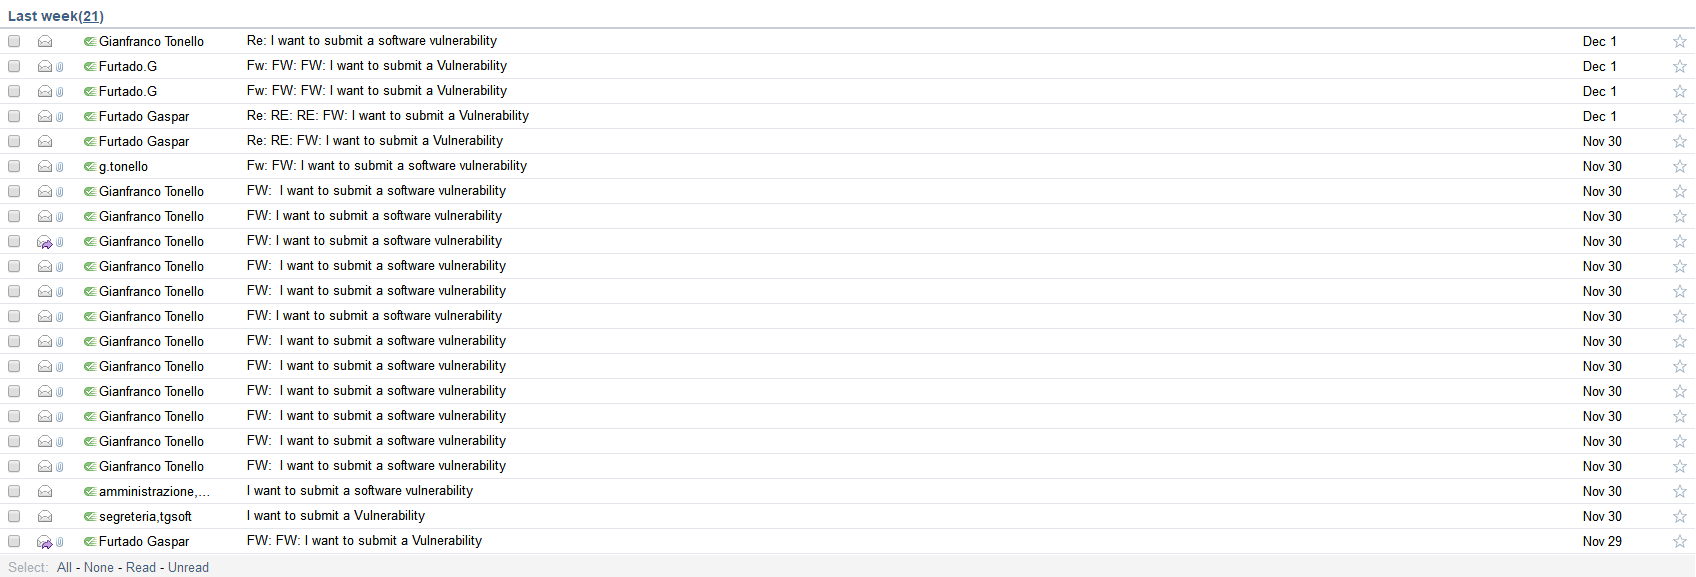 Last week(21)
Gianfranco Tonello Re: I want to submit a software vulnerability Dec 1
Furtado.G Fw: FW: FW: I want to submit a Vulnerability Dec 1
Furtado.G Fw: FW: FW: I want to submit a Vulnerability Dec 1
Furtado Gaspar Re: RE: RE: FW: I want to submit a Vulnerability Dec 1
Furtado Gaspar Re: RE: FW: I want to submit a Vulnerability Nov 30
g.tonello Fw: FW: I want to submit a software vulnerability Nov 30
Gianfranco Tonello FW: I want to submit a software vulnerability Nov 30
Gianfranco Tonello FW: I want to submit a software vulnerability Nov 30
Gianfranco Tonello FW: I want to submit a software vulnerability Nov 30
Gianfranco Tonello FW: I want to submit a software vulnerability Nov 30
Gianfranco Tonello FW: I want to submit a software vulnerability Nov 30
Gianfranco Tonello FW: I want to submit a software vulnerability Nov 30
Gianfranco Tonello FW: I want to submit a software vulnerability Nov 30
Gianfranco Tonello FW: I want to submit a software vulnerability Nov 30
Gianfranco Tonello FW: I want to submit a software vulnerability Nov 30
Gianfranco Tonello FW: I want to submit a software vulnerability Nov 30
Gianfranco Tonello FW: I want to submit a software vulnerability Nov 30
Gianfranco Tonello FW: I want to submit a software vulnerability Nov 30
amministrazione,... I want to submit a software vulnerability Nov 30
segreteria,tgsoft I want to submit a Vulnerability Nov 30
Furtado Gaspar FW: FW: I want to submit a Vulnerability Nov 29
Select: All - None - Read - Unread